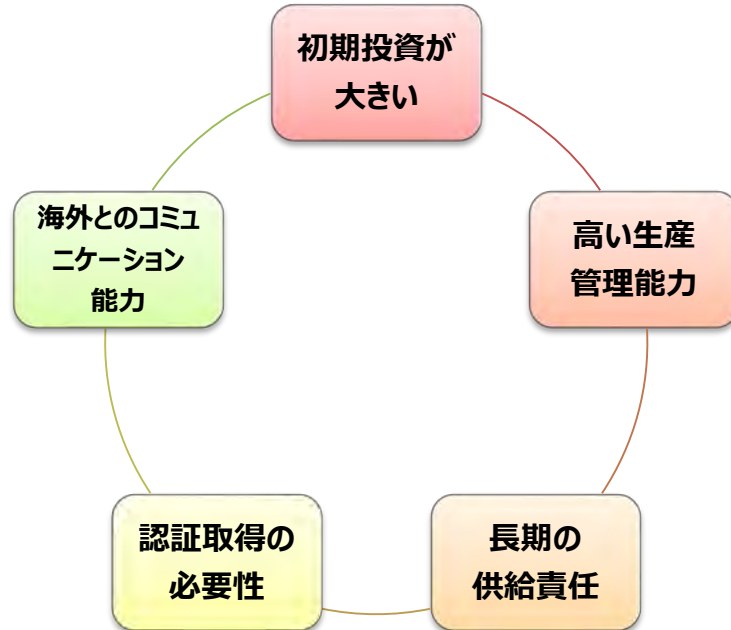 初期投資が
大きい
高い生産
管理能力
長期の
供給責任
認証取得の
必要性
海外とのコミュ
ニケーション
能力